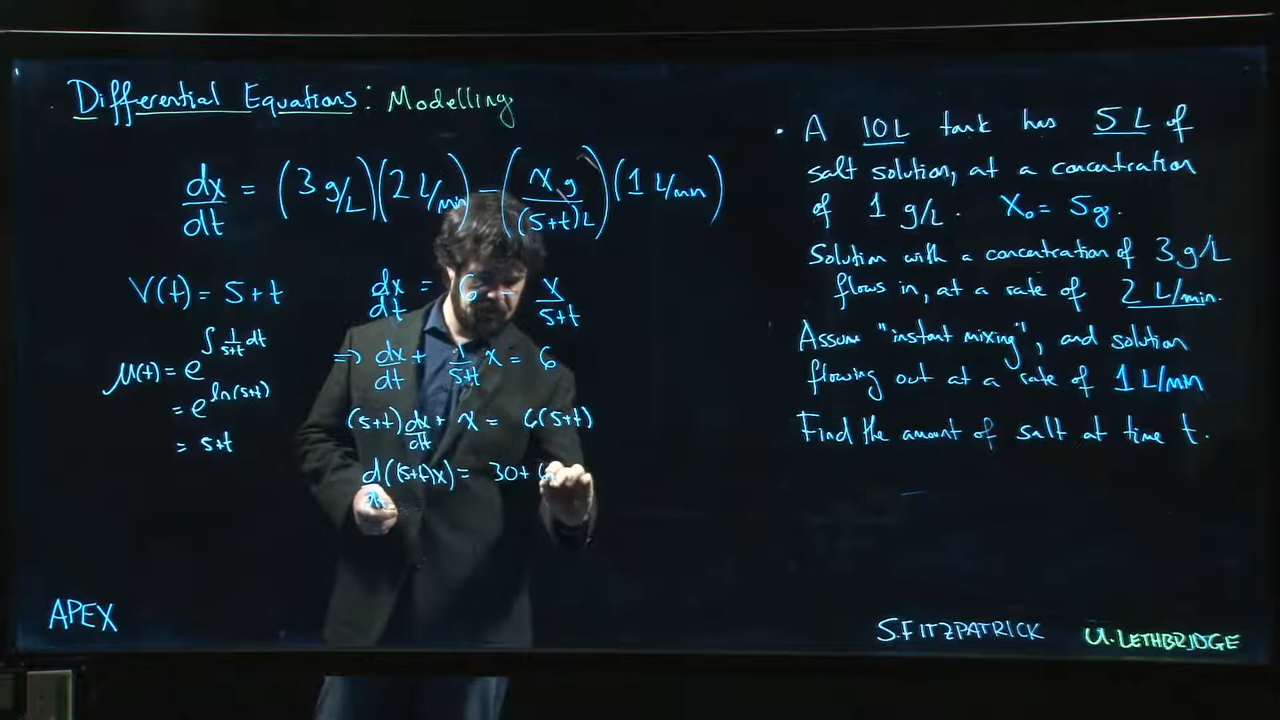 Differential Equations: Modelling
dx/dt = (3 g/L)(2 L/min) - (x g/(5+t)L)(1 L/mn)
V(t) = 5+t
dx/dt = 6 - x/5+t
μ(t) = e^∫ 1/5+t dt
= e^ln(5+t)
= 5+t
⇒ dx/dt + 1/5+t x = 6
(5+t)dx/dt + x = 6(5+t)
d((5+t)x) = 30+
• A 10L tank has 5 L of
salt solution, at a concentration
of 1 g/L. X₀ = 5g.
Solution with a concentration of 3 g/L
flows in, at a rate of 2 L/min.
Assume "instant mixing", and solution
flowing out at a rate of 1 L/mn
Find the amount of salt at time t.
APEX
S.FITZPATRICK
U.LETHBRIDGE